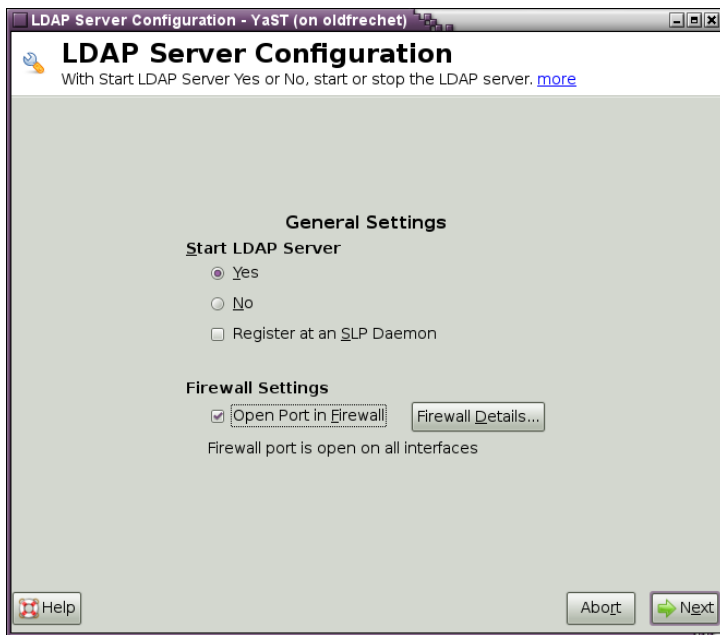 LDAP Server Configuration - YaST (on oldfrechet)
LDAP Server Configuration
With Start LDAP Server Yes or No, start or stop the LDAP server. more
General Settings
Start LDAP Server
Yes
No
Register at an SLP Daemon
Firewall Settings
Open Port in Firewall
Firewall Details...
Firewall port is open on all interfaces
Help
Abort
Next